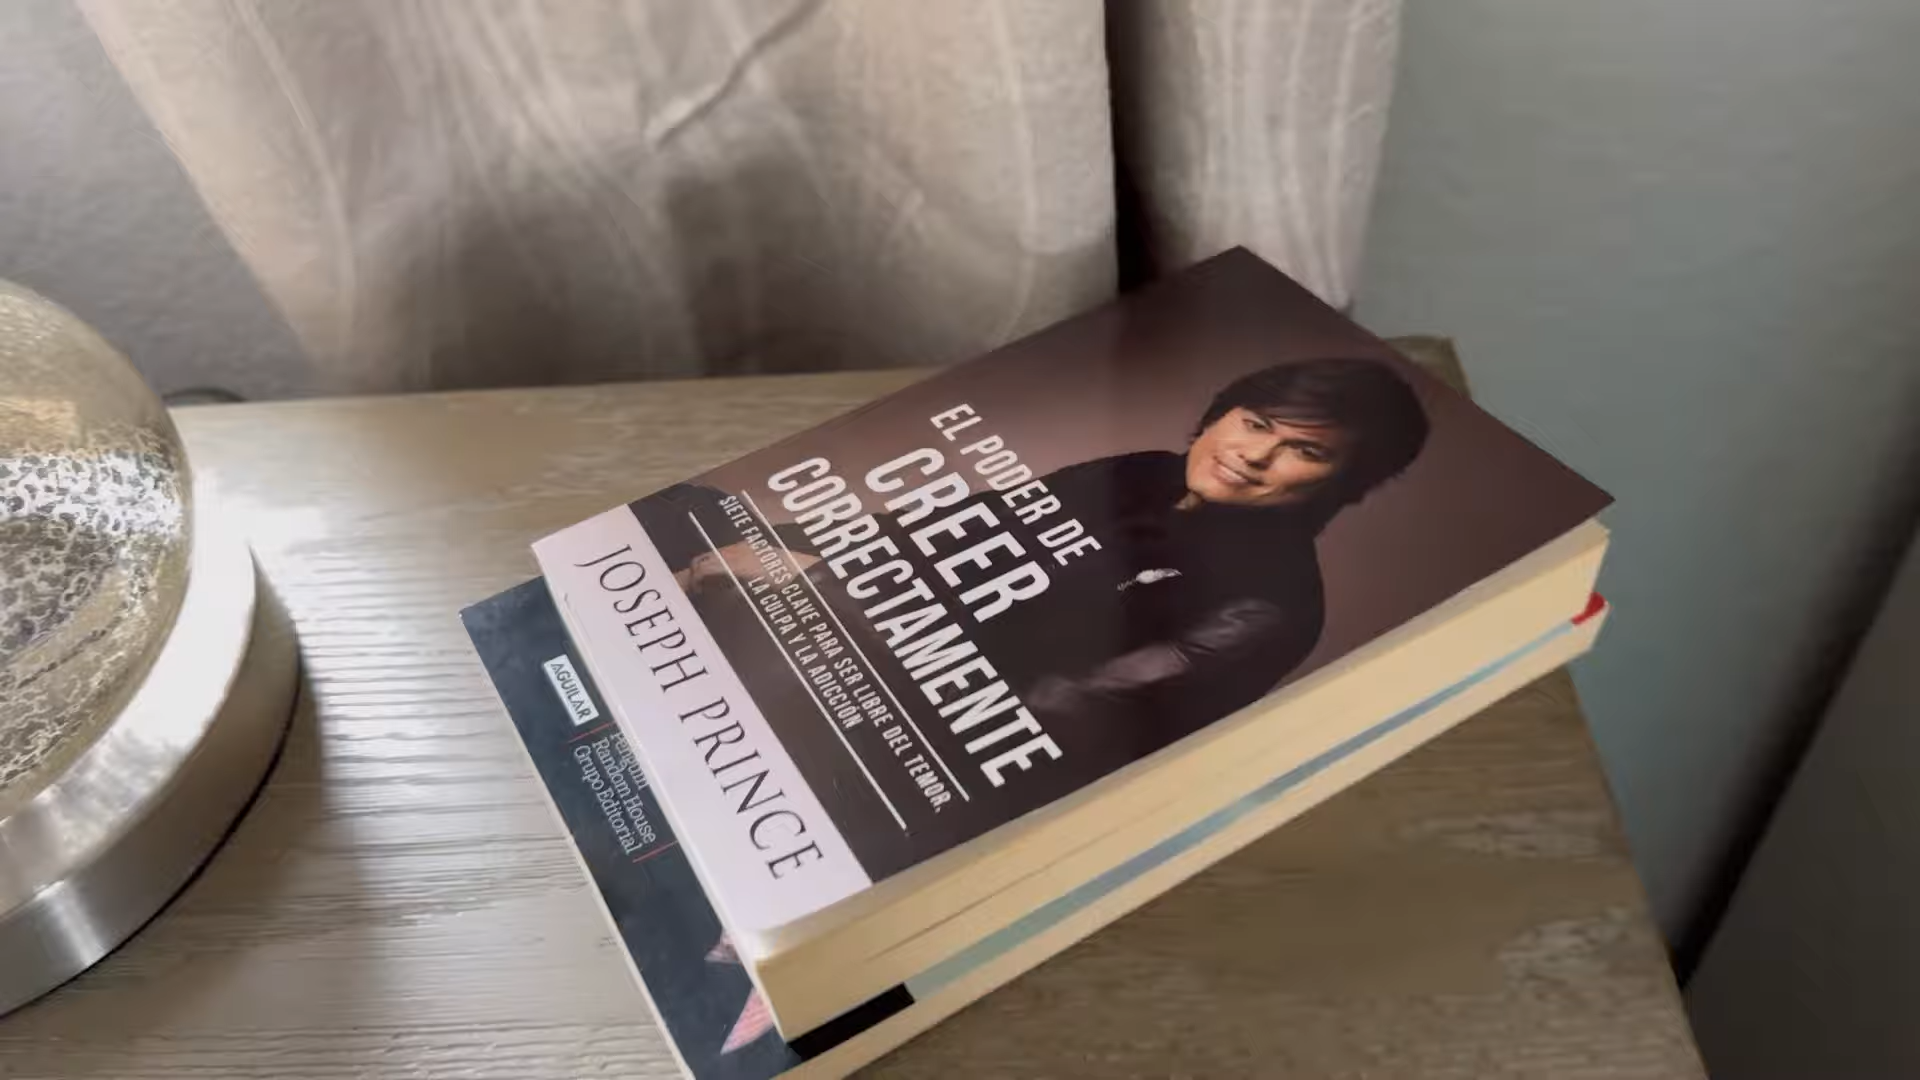 EL PODER DE
CREER
CORRECTAMENTE
SIETE FACTORES CLAVE PARA SER LIBRE DEL TEMOR,
LA CULPA Y LA ADICCIÓN
JOSEPH PRINCE
AGUILAR
Penguin
Random House
Grupo Editorial